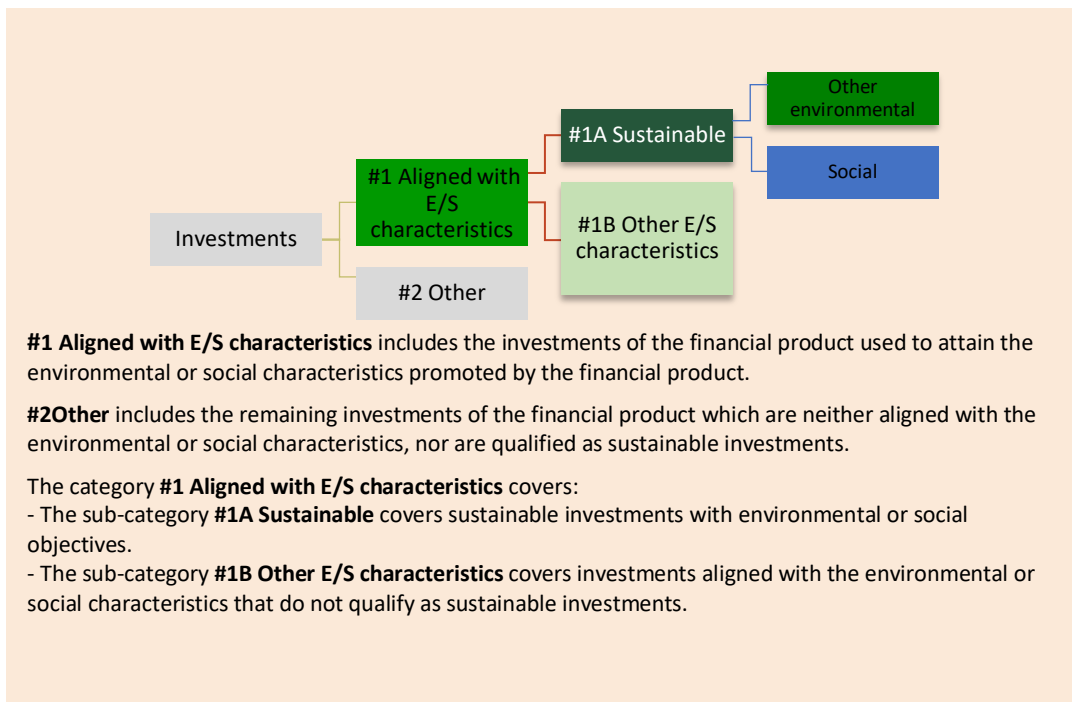 Other
environmental
#1A Sustainable
#1 Aligned with
E/S
characteristics
Social
#1B Other E/S
characteristics
Investments
#2 Other
#1 Aligned with E/S characteristics includes the investments of the financial product used to attain the
environmental or social characteristics promoted by the financial product.
#2Other includes the remaining investments of the financial product which are neither aligned with the
environmental or social characteristics, nor are qualified as sustainable investments.
The category #1 Aligned with E/S characteristics covers:
- The sub-category #1A Sustainable covers sustainable investments with environmental or social
objectives.
- The sub-category #1B Other E/S characteristics covers investments aligned with the environmental or
social characteristics that do not qualify as sustainable investments.